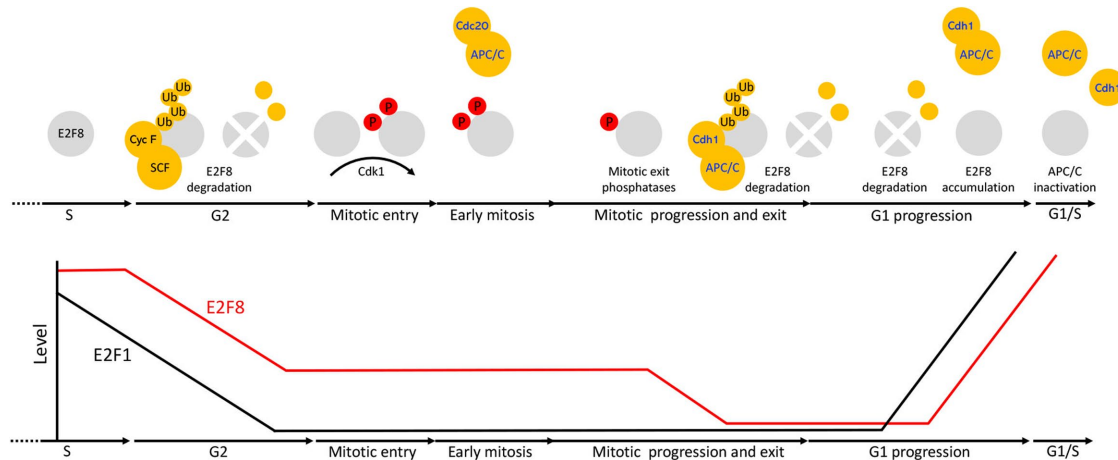 Cdc20
APC/C
Cdh1
APC/C
APC/C
Cdh1
Ub
Ub
Ub
Ub
E2F8
Cyc F
SCF
P
P
P
P
P
Ub
Ub
Ub
Ub
Cdh1
APC/C
E2F8
degradation
Cdk1
Mitotic exit
phosphatases
E2F8
degradation
E2F8
degradation
E2F8
accumulation
APC/C
inactivation
S
G2
Mitotic entry
Early mitosis
Mitotic progression and exit
G1 progression
G1/S
Level
E2F8
E2F1
S
G2
Mitotic entry
Early mitosis
Mitotic progression and exit
G1 progression
G1/S